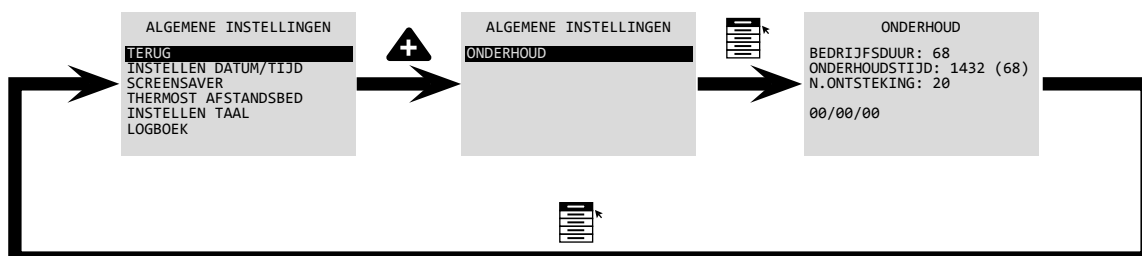 ALGEMENE INSTELLINGEN
TERUG
INSTELLEN DATUM/TIJD
SCREENSAVER
THERMOST AFSTANDSBED
INSTELLEN TAAL
LOGBOEK
ALGEMENE INSTELLINGEN
ONDERHOUD
ONDERHOUD
BEDRIJFSDUUR: 68
ONDERHOUDSTIJD: 1432 (68)
N.ONTSTEKING: 20
00/00/00